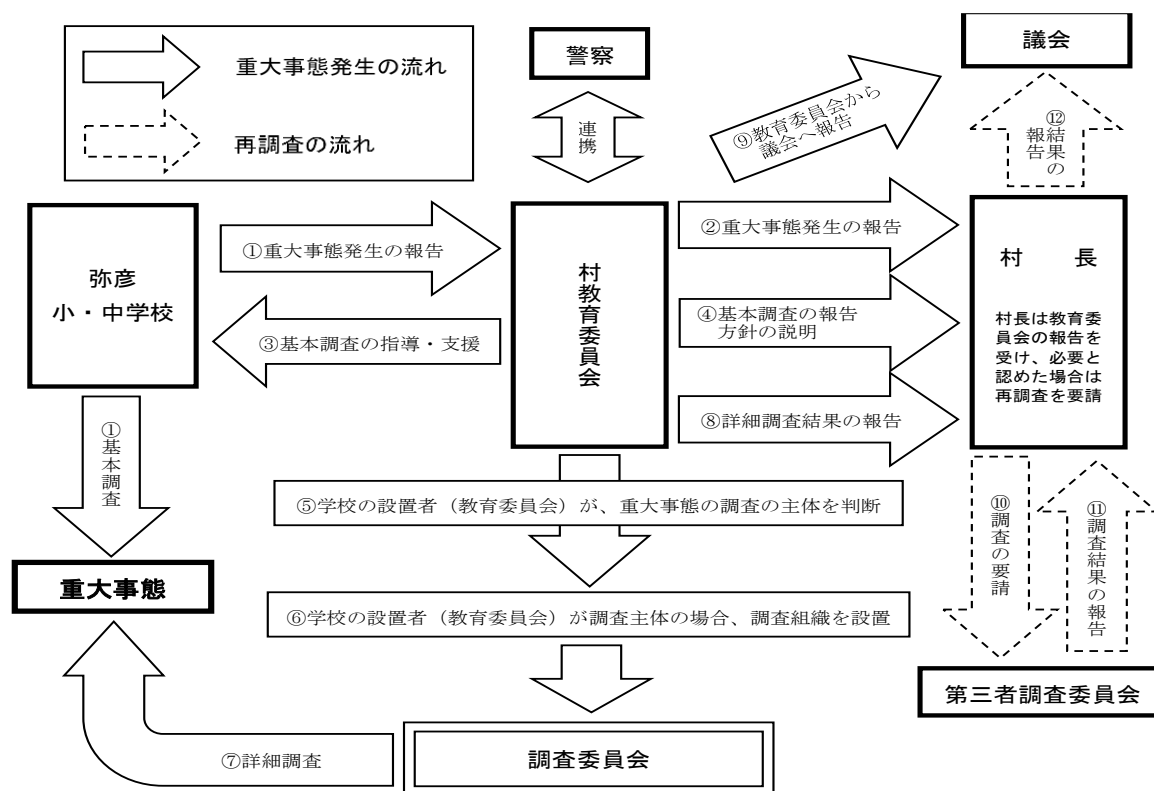 重大事態発生の流れ
再調査の流れ
警察
議会
連携
⑨教育委員会から
議会へ報告
⑫結果の
報告
弥彦
小・中学校
①重大事態発生の報告
村教育委員会
②重大事態発生の報告
村　　長
③基本調査の指導・支援
④基本調査の報告
方針の説明
村長は教育委
員会の報告を
受け、必要と
認めた場合は
再調査を要請
⑧詳細調査結果の報告
①基本調査
⑤学校の設置者（教育委員会）が、重大事態の調査の主体を判断
⑩調査の要請
⑪調査結果の報告
重大事態
⑥学校の設置者（教育委員会）が調査主体の場合、調査組織を設置
第三者調査委員会
⑦詳細調査
調査委員会